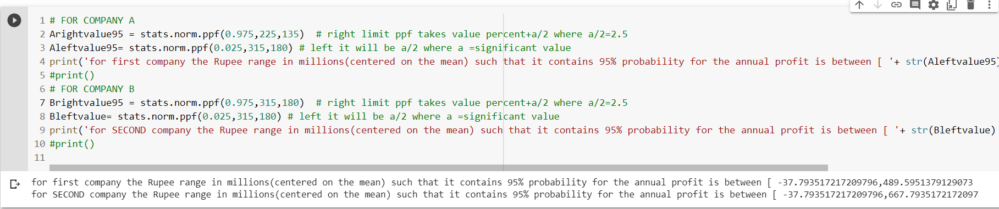 1 # FOR COMPANY A
2 Arightvalue95 = stats.norm.ppf(0.975,225,135)  # right limit ppf takes value percent+a/2 where a/2=2.5
3 Aleftvalue95= stats.norm.ppf(0.025,315,180) # left it will be a/2 where a =significant value
4 print('for first company the Rupee range in millions(centered on the mean) such that it contains 95% probability for the annual profit is between [ '+ str(Aleftvalue95)
5 #print()
6 # FOR COMPANY B
7 Brightvalue95 = stats.norm.ppf(0.975,315,180)  # right limit ppf takes value percent+a/2 where a/2=2.5
8 Bleftvalue= stats.norm.ppf(0.025,315,180) # left it will be a/2 where a =significant value
9 print('for SECOND company the Rupee range in millions(centered on the mean) such that it contains 95% probability for the annual profit is between [ '+ str(Bleftvalue)
10 #print()
11
for first company the Rupee range in millions(centered on the mean) such that it contains 95% probability for the annual profit is between [ -37.793517217209796,489.5951379129073
for SECOND company the Rupee range in millions(centered on the mean) such that it contains 95% probability for the annual profit is between [ -37.793517217209796,667.7935172172097